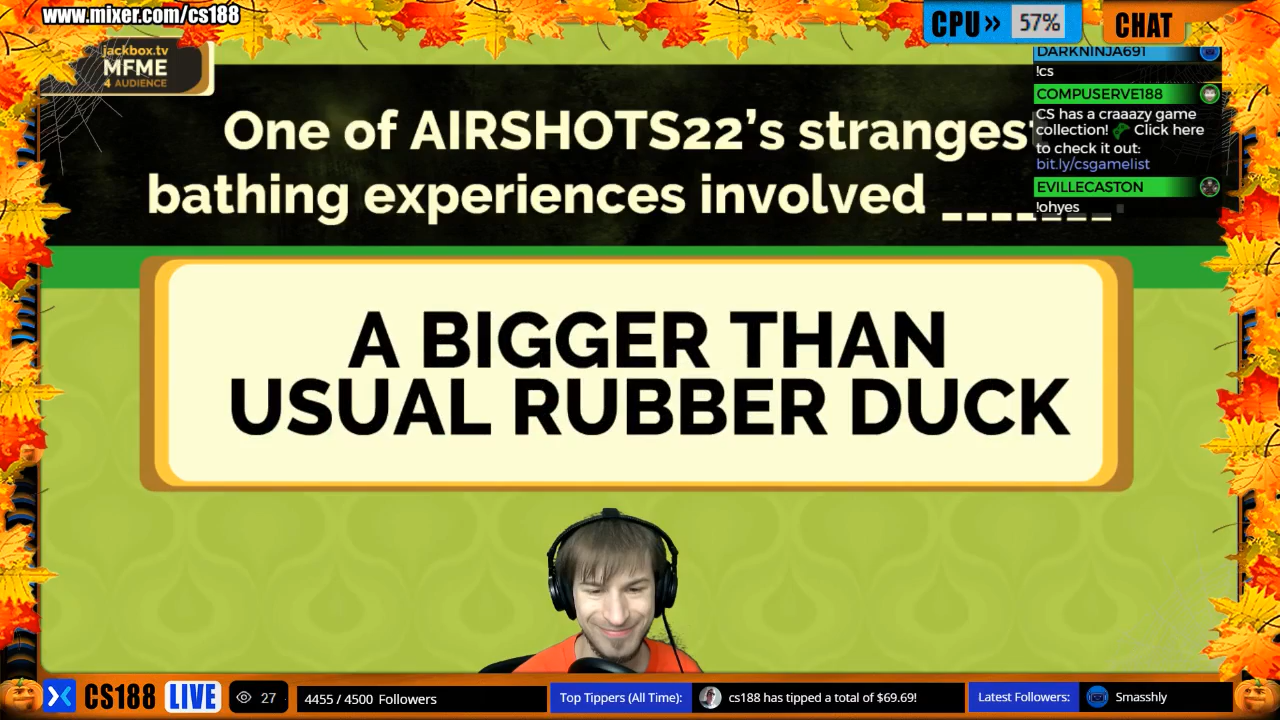 www.mixer.com/cs188
CPU >> 57%
CHAT
jackbox.tv
MFME
4 AUDIENCE
DARKNINJA691
!cs
COMPUSERVE188
CS has a craaazy game
collection! Click here
to check it out:
bit.ly/csgamelist
EVILLECASTON
!ohyes
One of AIRSHOTS22’s strangest
bathing experiences involved _______
A BIGGER THAN
USUAL RUBBER DUCK
CS188 LIVE
27
4455 / 4500 Followers
Top Tippers (All Time):
cs188 has tipped a total of $69.69!
Latest Followers:
Smasshly